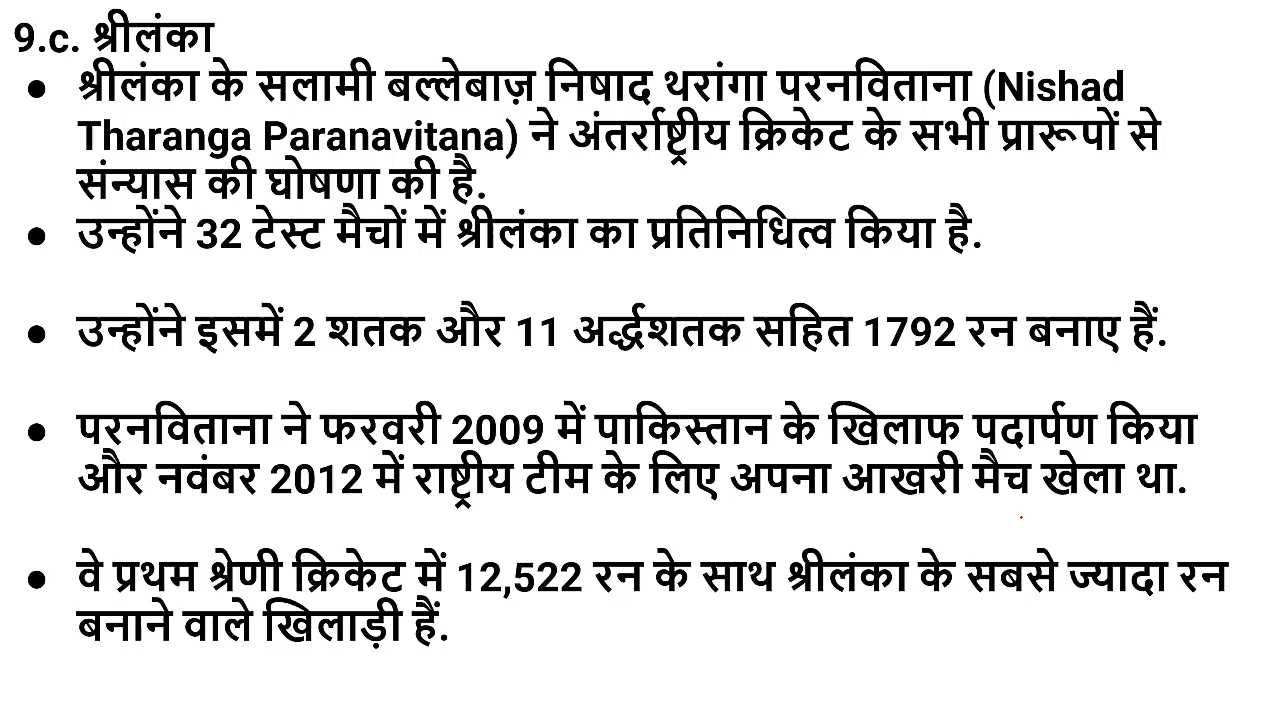 9.c. श्रीलंका
● श्रीलंका के सलामी बल्लेबाज़ निषाद थरांगा परनविताना (Nishad
Tharanga Paranavitana) ने अंतर्राष्ट्रीय क्रिकेट के सभी प्रारूपों से
संन्यास की घोषणा की है.
● उन्होंने 32 टेस्ट मैचों में श्रीलंका का प्रतिनिधित्व किया है.
● उन्होंने इसमें 2 शतक और 11 अर्द्धशतक सहित 1792 रन बनाए हैं.
● परनविताना ने फरवरी 2009 में पाकिस्तान के खिलाफ पदार्पण किया
और नवंबर 2012 में राष्ट्रीय टीम के लिए अपना आखरी मैच खेला था.
● वे प्रथम श्रेणी क्रिकेट में 12,522 रन के साथ श्रीलंका के सबसे ज्यादा रन
बनाने वाले खिलाड़ी हैं.